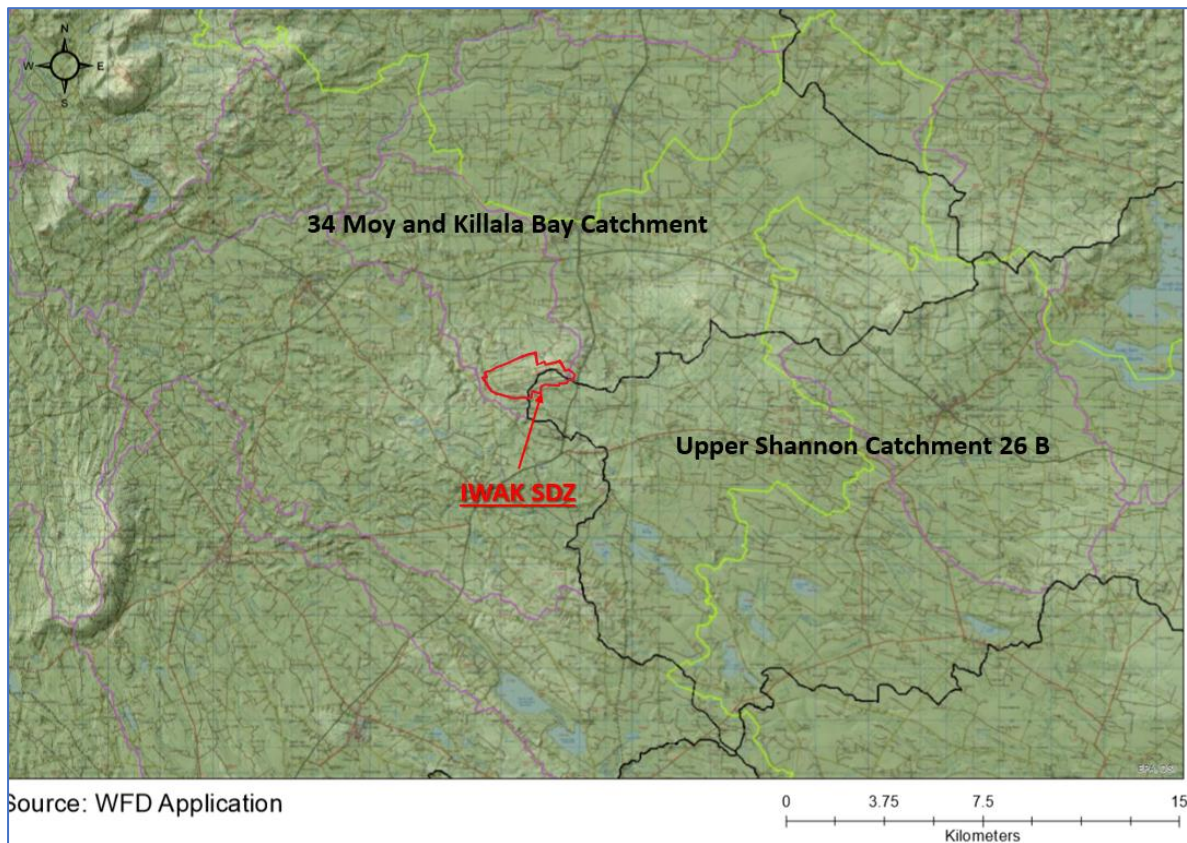 N
W E
S
34 Moy and Killala Bay Catchment
Upper Shannon Catchment 26 B
IWAK SDZ
Source: WFD Application
0 3.75 7.5 15
Kilometers